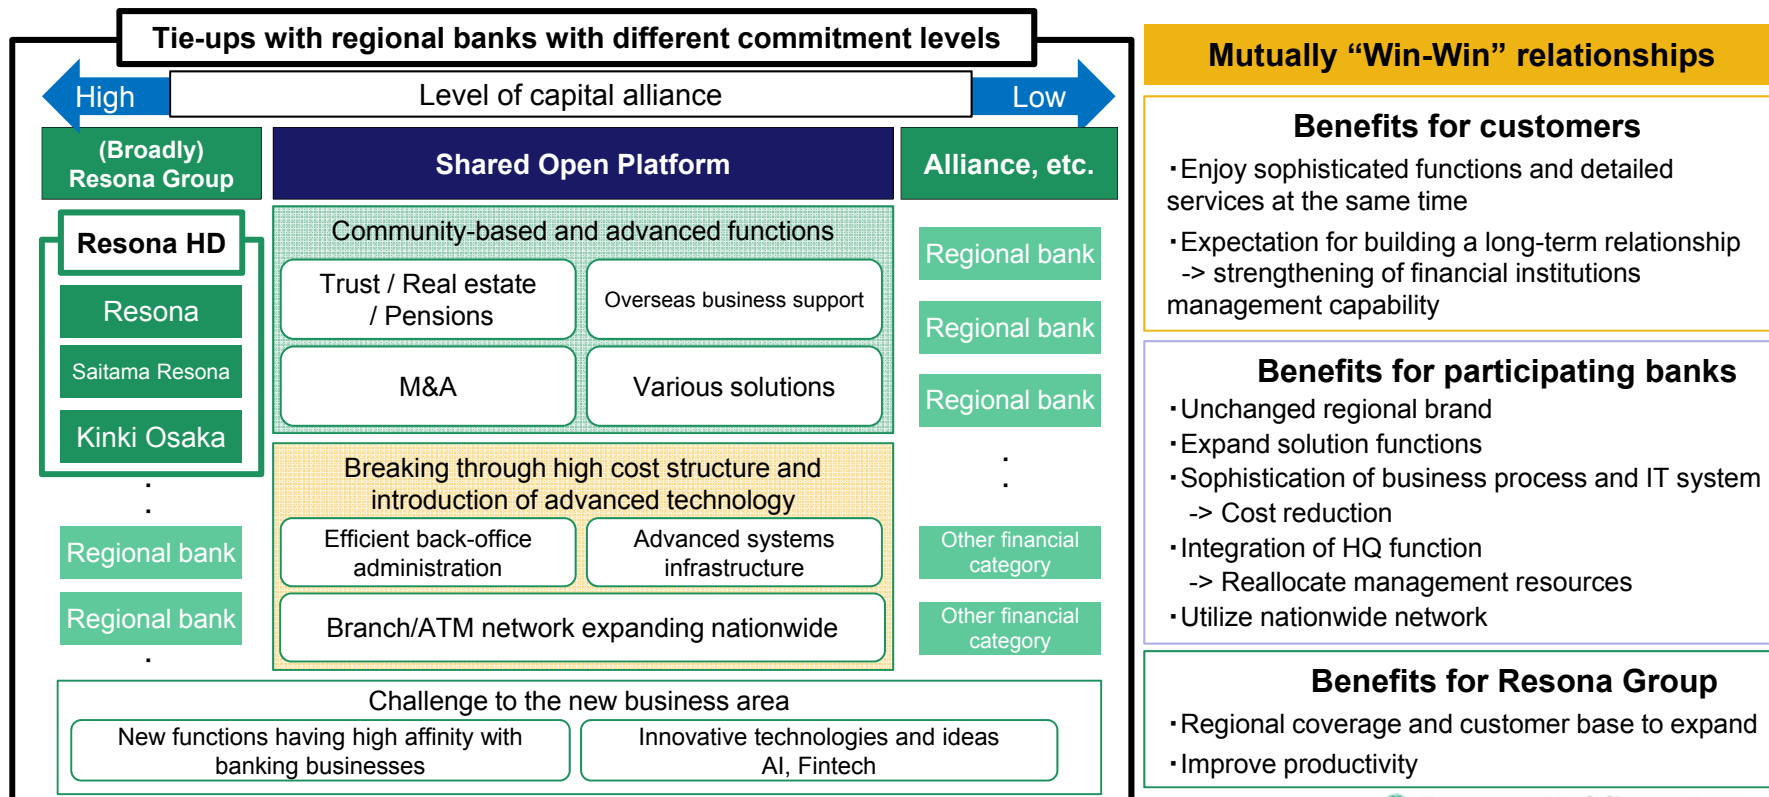 Tie-ups with regional banks with different commitment levels
High
Level of capital alliance
Low
(Broadly)
Resona Group
Shared Open Platform
Alliance, etc.
Resona HD
Resona
Saitama Resona
Kinki Osaka
.
.
Regional bank
Regional bank
.
Community-based and advanced functions
Trust / Real estate
/ Pensions
Overseas business support
M&A
Various solutions
Breaking through high cost structure and
introduction of advanced technology
Efficient back-office
administration
Advanced systems
infrastructure
Branch/ATM network expanding nationwide
Regional bank
Regional bank
Regional bank
.
.
Other financial
category
Other financial
category
Challenge to the new business area
New functions having high affinity with
banking businesses
Innovative technologies and ideas
AI, Fintech
Mutually “Win-Win” relationships
Benefits for customers
・Enjoy sophisticated functions and detailed
services at the same time
・Expectation for building a long-term relationship
-> strengthening of financial institutions
management capability
Benefits for participating banks
・Unchanged regional brand
・Expand solution functions
・Sophistication of business process and IT system
-> Cost reduction
・Integration of HQ function
-> Reallocate management resources
・Utilize nationwide network
Benefits for Resona Group
・Regional coverage and customer base to expand
・Improve productivity